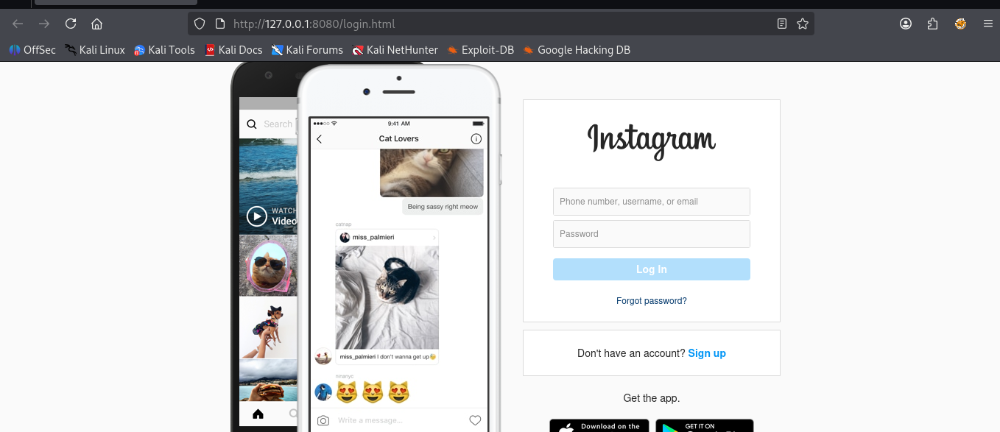 http://127.0.0.1:8080/login.html
OffSec Kali Linux Kali Tools Kali Docs Kali Forums Kali NetHunter Exploit-DB Google Hacking DB
Search
WATCH
Video
9:41 AM
Cat Lovers
Being sassy right meow
catnap
miss_palmieri
miss_palmieri I don't wanna get up
ninanyc
Write a message...
Instagram
Phone number, username, or email
Password
Log In
Forgot password?
Don't have an account? Sign up
Get the app.
Download on the
GET IT ON